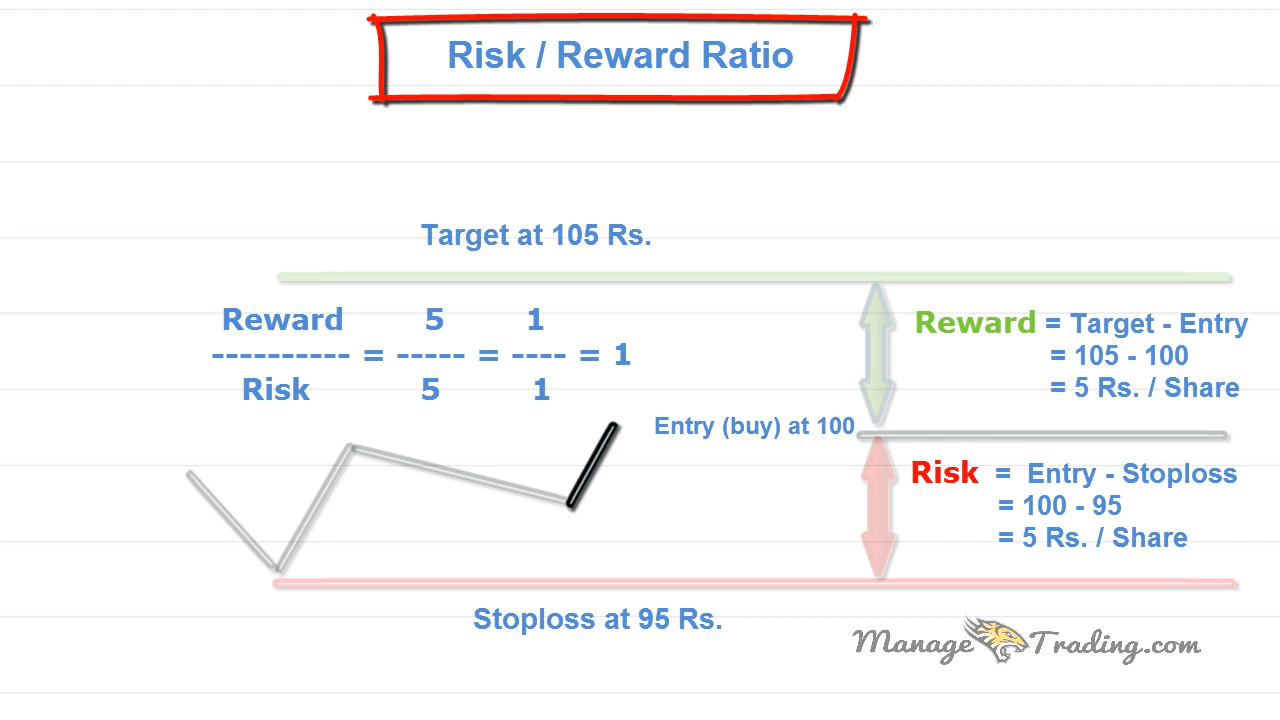 Risk / Reward Ratio
Target at 105 Rs.
Reward 5 1
---------- = ----- = ---- = 1
Risk 5 1
Reward = Target - Entry
= 105 - 100
= 5 Rs. / Share
Entry (buy) at 100
Risk = Entry - Stoploss
= 100 - 95
= 5 Rs. / Share
Stoploss at 95 Rs.
Manage Trading.com